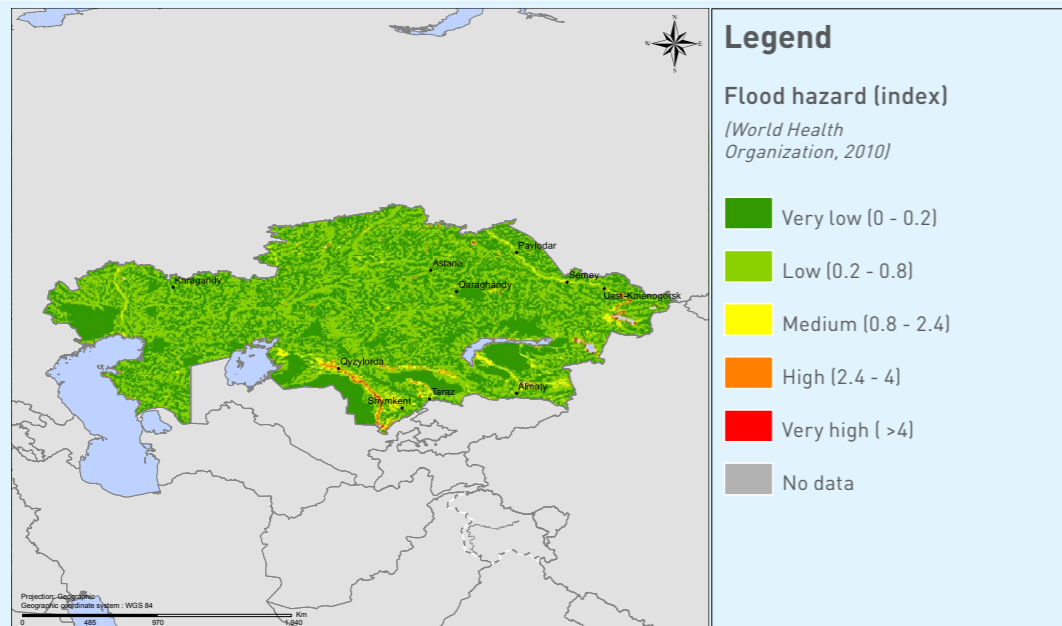 N
W E
S
Pavlodar
Astana
Semey
Karagandy
Qaraghandy
Uast-Kmenogorsk
Qyzylorda
Almaty
Taraz
Shymkent
Projection: Geographic
Geographic coordinate system : WGS 84
Km
0 485 970 1,940
Legend
Flood hazard (index)
(World Health
Organization, 2010)
Very low (0 - 0.2)
Low (0.2 - 0.8)
Medium (0.8 - 2.4)
High (2.4 - 4)
Very high ( >4)
No data